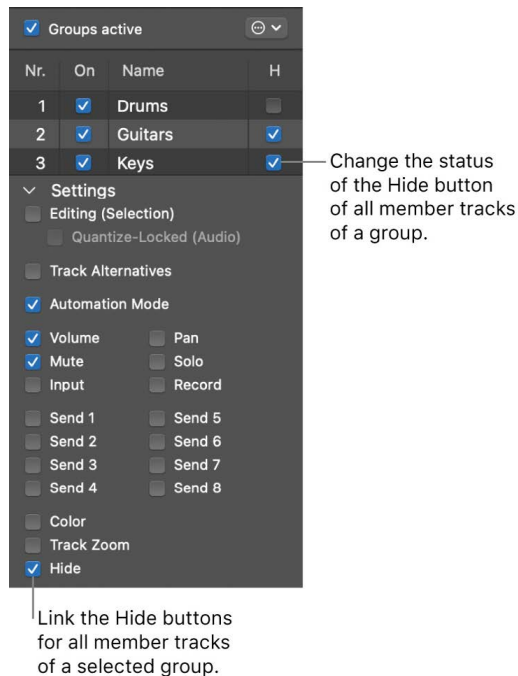 Groups active
Nr. On Name H
1 Drums
2 Guitars
3 Keys
Change the status
of the Hide button
of all member tracks
of a group.
Settings
Editing (Selection)
Quantize-Locked (Audio)
Track Alternatives
Automation Mode
Volume Pan
Mute Solo
Input Record
Send 1 Send 5
Send 2 Send 6
Send 3 Send 7
Send 4 Send 8
Color
Track Zoom
Hide
Link the Hide buttons
for all member tracks
of a selected group.